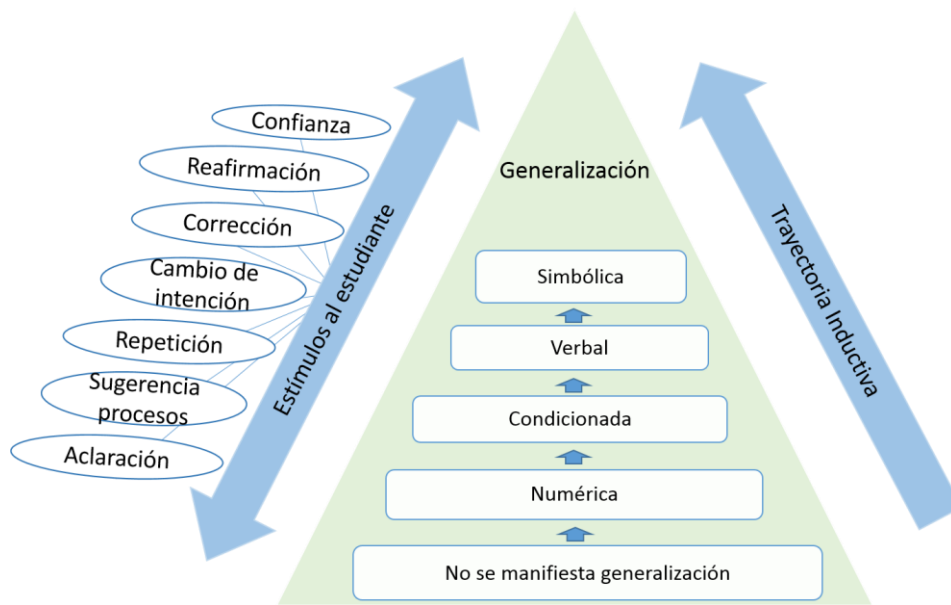 Confianza
Reafirmación
Corrección
Cambio de
intención
Repetición
Sugerencia
procesos
Aclaración
Estímulos al estudiante
Generalización
Simbólica
Verbal
Condicionada
Numérica
No se manifiesta generalización
Trayectoria Inductiva